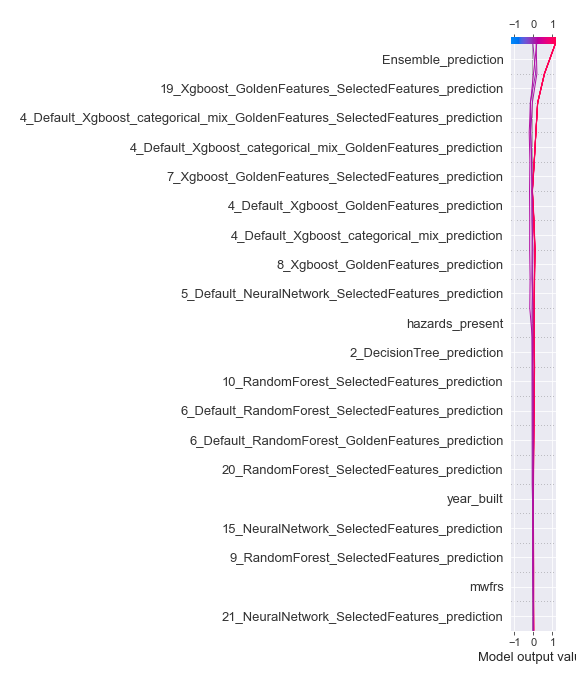 −1 0 1
Ensemble_prediction
19_Xgboost_GoldenFeatures_SelectedFeatures_prediction
4_Default_Xgboost_categorical_mix_GoldenFeatures_SelectedFeatures_prediction
4_Default_Xgboost_categorical_mix_GoldenFeatures_prediction
7_Xgboost_GoldenFeatures_SelectedFeatures_prediction
4_Default_Xgboost_GoldenFeatures_prediction
4_Default_Xgboost_categorical_mix_prediction
8_Xgboost_GoldenFeatures_prediction
5_Default_NeuralNetwork_SelectedFeatures_prediction
hazards_present
2_DecisionTree_prediction
10_RandomForest_SelectedFeatures_prediction
6_Default_RandomForest_SelectedFeatures_prediction
6_Default_RandomForest_GoldenFeatures_prediction
20_RandomForest_SelectedFeatures_prediction
year_built
15_NeuralNetwork_SelectedFeatures_prediction
9_RandomForest_SelectedFeatures_prediction
mwfrs
21_NeuralNetwork_SelectedFeatures_prediction
−1 0 1
Model output valu